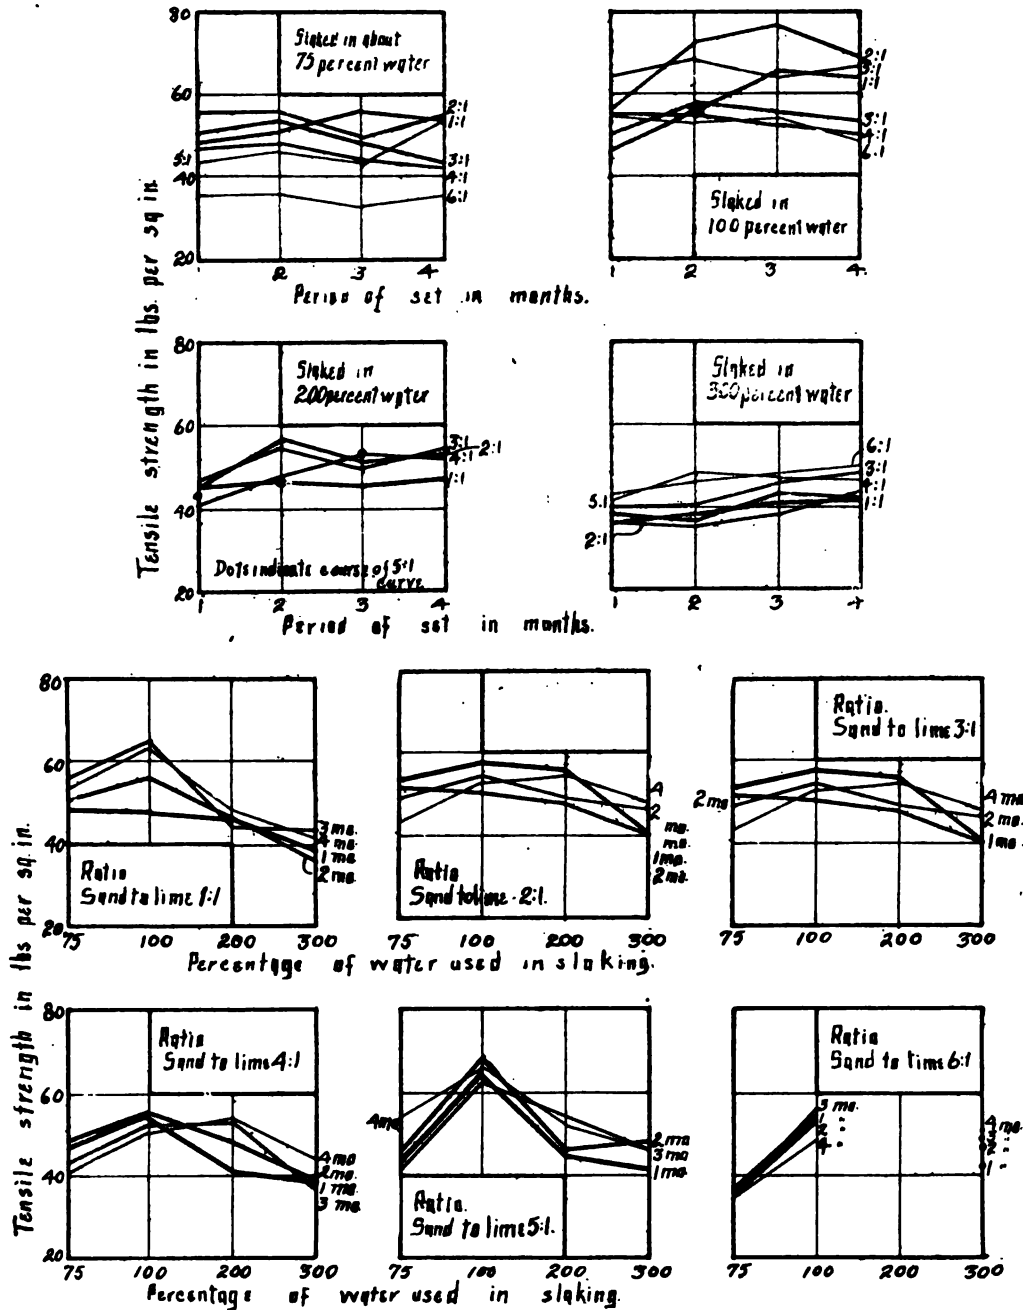 80
60
40
20
Tensile strength in lbs. per sq in.
Slaked in about
75 percent water
5:1
2:1
1:1
3:1
4:1
6:1
1 2 3 4
Slaked in
100 percent water
2:1
5:1
1:1
3:1
4:1
6:1
1 2 3 4
Period of set in months.
80
60
40
20
Slaked in
200 percent water
3:1
2:1
4:1
1:1
Dots indicate course of 5:1
curve
1 2 3 4
Slaked in
300 percent water
5:1
2:1
6:1
3:1
4:1
1:1
1 2 3 4
Period of set in months.
80
60
40
20
Tensile strength in lbs per sq. in.
Ratio
Sand to lime 1:1
3 mo.
4 mo.
1 mo
2 mo.
75 100 200 300
Ratio
Sand to lime - 2:1.
4
2
mo.
mo.
1 mo.
2 mo.
75 100 200 300
Ratio.
Sand to lime 3:1
2 mo
4 mo.
2 mo.
1 mo.
75 100 200 300
Percentage of water used in slaking.
80
60
40
20
Ratio
Sand to lime 4:1
4 mo
2 mo.
1 mo.
3 mo.
75 100 200 300
Ratio.
Sand to lime 5:1.
4 mo
2 mo
3 mo
1 mo.
75 100 200 300
Ratio
Sand to lime 6:1
3 mo.
1 "
2 "
4 "
4 mo.
1 "
75 100 200 300
Percentage of water used in slaking.